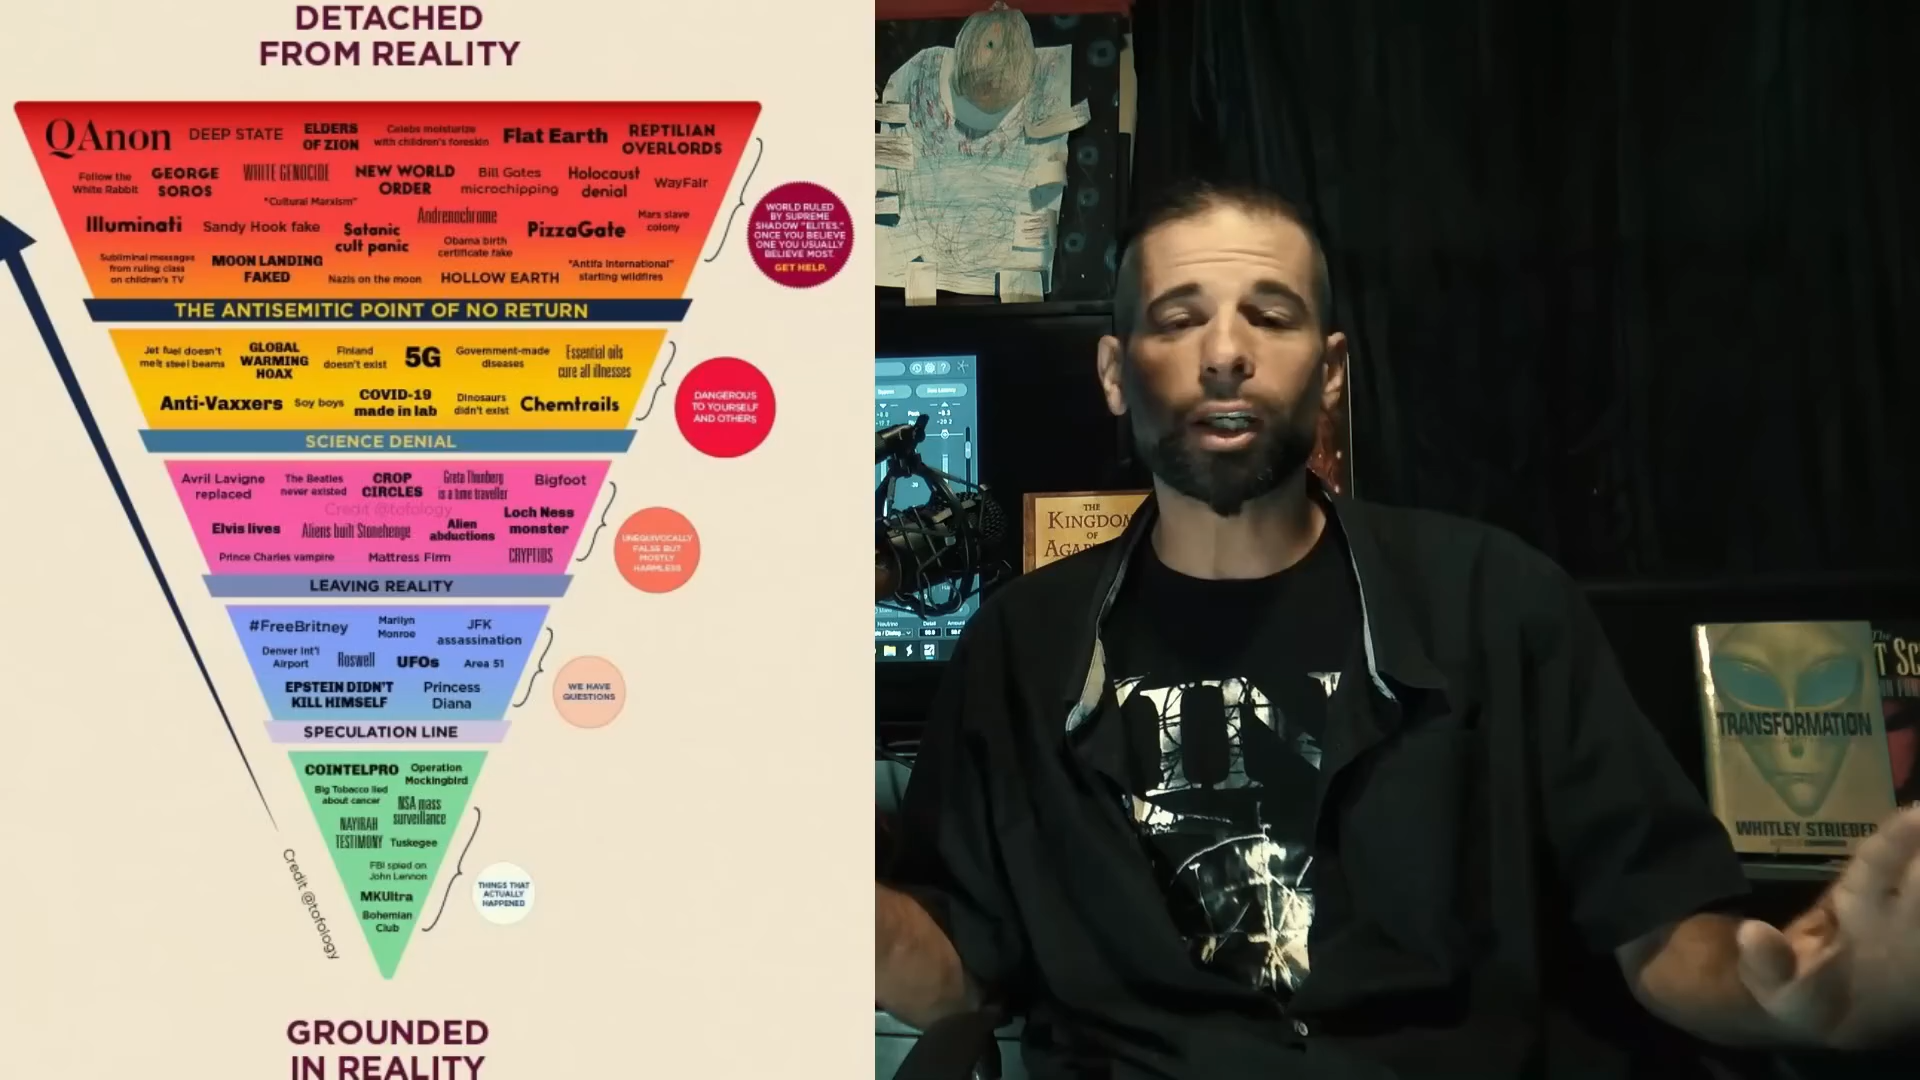 DETACHED
FROM REALITY
QAnon
DEEP STATE
ELDERS
OF ZION
Celebs moisturize
with children's foreskin
Flat Earth
REPTILIAN
OVERLORDS
Follow the
White Rabbit
GEORGE
SOROS
WHITE GENOCIDE
"Cultural Marxism"
NEW WORLD
ORDER
Bill Gates
microchipping
Holocaust
denial
WayFair
Illuminati
Sandy Hook fake
Satanic
cult panic
Andrenochrome
Obama birth
certificate fake
PizzaGate
Mars slave
colony
Subliminal messages
from ruling class
on children's TV
MOON LANDING
FAKED
Nazis on the moon
HOLLOW EARTH
"Antifa International"
starting wildfires
WORLD RULED
BY SUPREME
SHADOW "ELITES."
ONCE YOU BELIEVE
ONE YOU USUALLY
BELIEVE MOST.
GET HELP.
THE ANTISEMITIC POINT OF NO RETURN
Jet fuel doesn't
melt steel beams
GLOBAL
WARMING
HOAX
Finland
doesn't exist
5G
Government-made
diseases
Essential oils
cure all illnesses
Anti-Vaxxers
Soy boys
COVID-19
made in lab
Dinosaurs
didn't exist
Chemtrails
DANGEROUS
TO YOURSELF
AND OTHERS
SCIENCE DENIAL
Avril Lavigne
replaced
The Beatles
never existed
CROP
CIRCLES
Greta Thunberg
is a time traveller
Bigfoot
Credit @tofology
Elvis lives
Aliens built Stonehenge
Alien
abductions
Loch Ness
monster
Prince Charles vampire
Mattress Firm
CRYPTIDS
UNEQUIVOCALLY
FALSE BUT
MOSTLY
HARMLESS
LEAVING REALITY
#FreeBritney
Marilyn
Monroe
JFK
assassination
Denver Int'l
Airport
Roswell
UFOs
Area 51
EPSTEIN DIDN'T
KILL HIMSELF
Princess
Diana
WE HAVE
QUESTIONS
SPECULATION LINE
COINTELPRO
Operation
Mockingbird
Big Tobacco lied
about cancer
NSA mass
surveillance
NAYIRAH
TESTIMONY
Tuskegee
FBI spied on
John Lennon
MKUltra
Bohemian
Club
THINGS THAT
ACTUALLY
HAPPENED
Credit @tofology
GROUNDED
IN REALITY
THE
KINGDOM
OF
TRANSFORMATION
WHITLEY STRIEBER
The